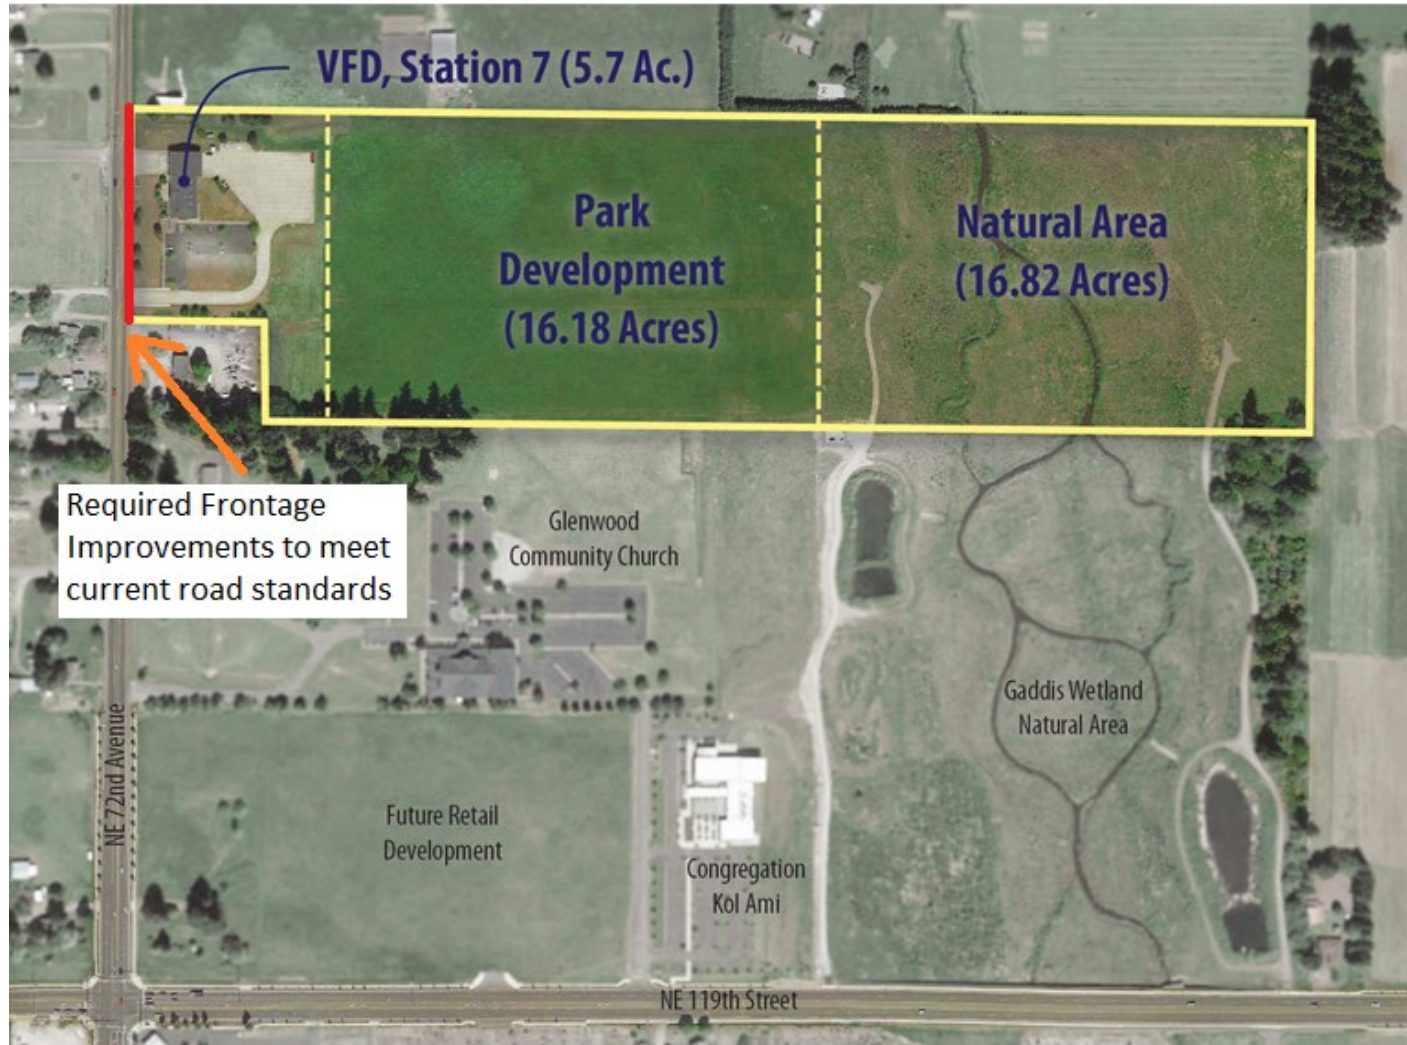 VFD, Station 7 (5.7 Ac.)
Park
Development
(16.18 Acres)
Natural Area
(16.82 Acres)
Required Frontage
Improvements to meet
current road standards
Glenwood
Community Church
Gaddis Wetland
Natural Area
NE 72nd Avenue
Future Retail
Development
Congregation
Kol Ami
NE 119th Street